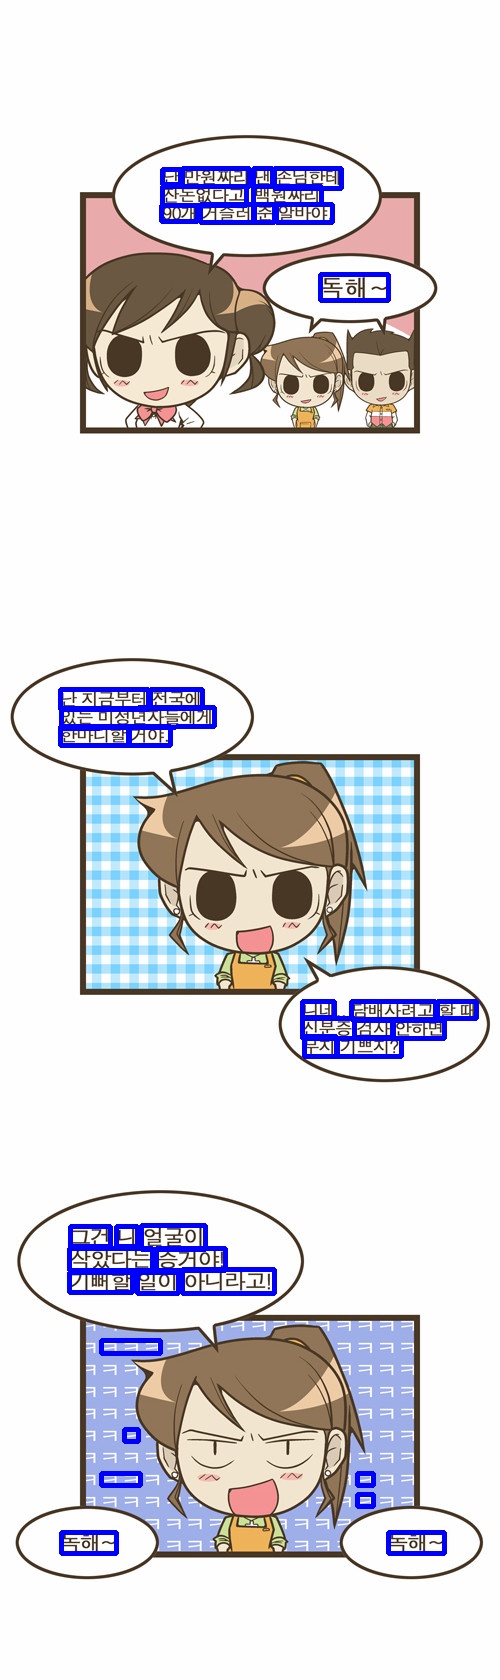 난 만원짜리 낸 손님한테
잔돈없다고 백원짜리
90개 거슬러 준 알바야.
독해~
난 지금부터 전국에
있는 미성년자들에게
한마디할 거야.
니네.. 담배사려고 할 때
신분증 검사 안하면
무지 기쁘지?
그건 니 얼굴이
삭았다는 증거야!
기뻐할 일이 아니라고!
독해~
독해~